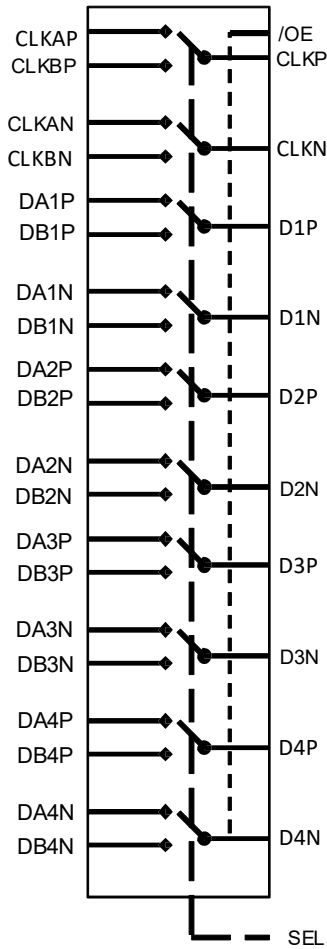 CLKAP
/OE
CLKP
CLKBP
CLKAN
CLKN
CLKBN
DA1P
D1P
DB1P
DA1N
D1N
DB1N
DA2P
D2P
DB2P
DA2N
D2N
DB2N
DA3P
D3P
DB3P
DA3N
D3N
DB3N
DA4P
D4P
DB4P
DA4N
D4N
DB4N
SEL